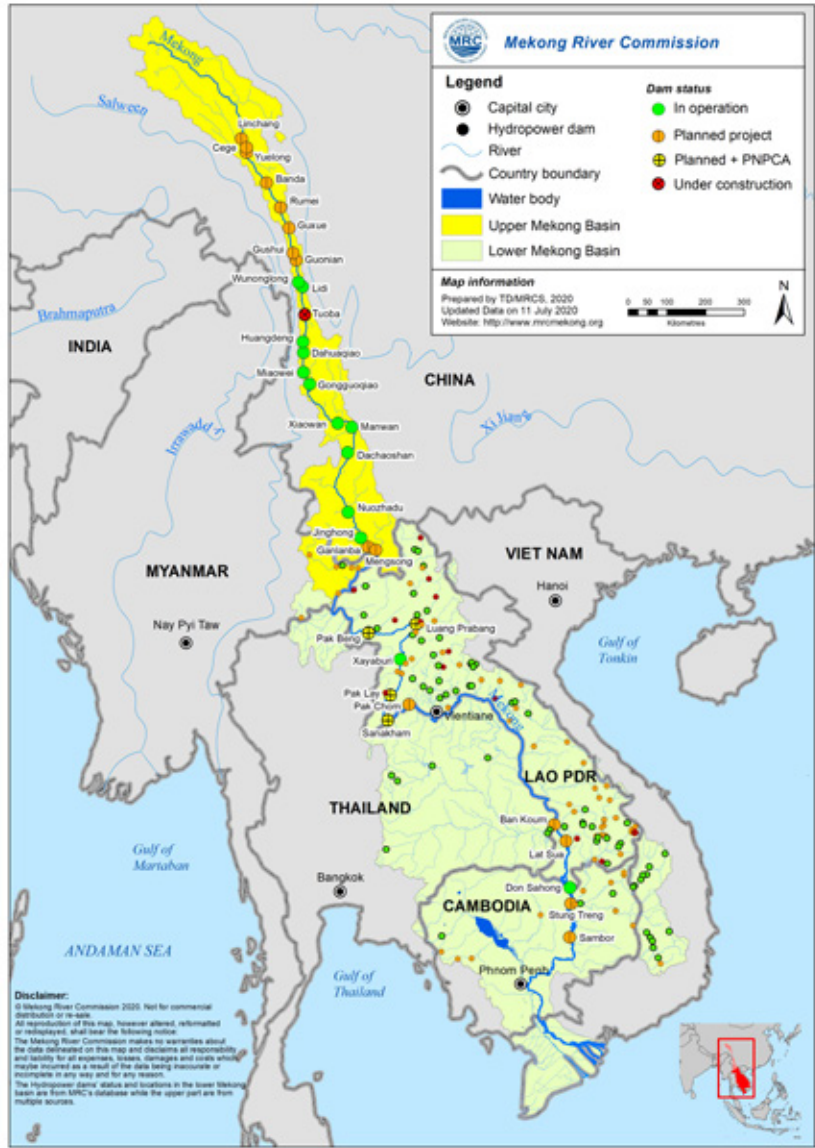 MRC
Mekong River Commission
Legend
Capital city
Hydropower dam
River
Country boundary
Water body
Upper Mekong Basin
Lower Mekong Basin
Dam status
In operation
Planned project
Planned + PNPCA
Under construction
Map information
Prepared by TD/MRCS, 2020
Updated Data on 11 July 2020
Website: http://www.mrcmekong.org
0 50 100 200 300
Kilometres
N
Mekong
Salween
Linchang
Cege
Yuelong
Banda
Rumei
Guxue
Gushui
Guonian
Wunonglong
Lidi
Tuoba
Brahmaputra
Huangdeng
INDIA
Dahuaqiao
Miaowei
CHINA
Gongguoqiao
Xi Jiang
Xiaowan
Manwan
Dachaoshan
Nuozhadu
Jinghong
Ganlanba
Mengsong
VIET NAM
MYANMAR
Hanoi
Nay Pyi Taw
Luang Prabang
Pak Beng
Gulf of
Tonkin
Xayaburi
Pak Lay
Mekong
Pak Chom
Vientiane
Sanakham
LAO PDR
THAILAND
Ban Koum
Gulf of
Martaban
Lat Sua
Bangkok
Don Sahong
CAMBODIA
Stung Treng
Sambor
ANDAMAN SEA
Gulf of
Thailand
Phnom Penh
Disclaimer:
© Mekong River Commission 2020. Not for commercial
distribution or re-sale.
All reproduction of this map, however altered, reformatted
or redisplayed, shall bear the following notice:
The Mekong River Commission makes no warranties about
the data delineated on this map and disclaims all responsibility
and liability for all expenses, losses, damages and costs which
maybe incurred as a result of the data being inaccurate or
incomplete in any way and for any reason.
The Hydropower dams' status and locations in the lower Mekong
basin are from MRC's database while the upper part are from
multiple sources.